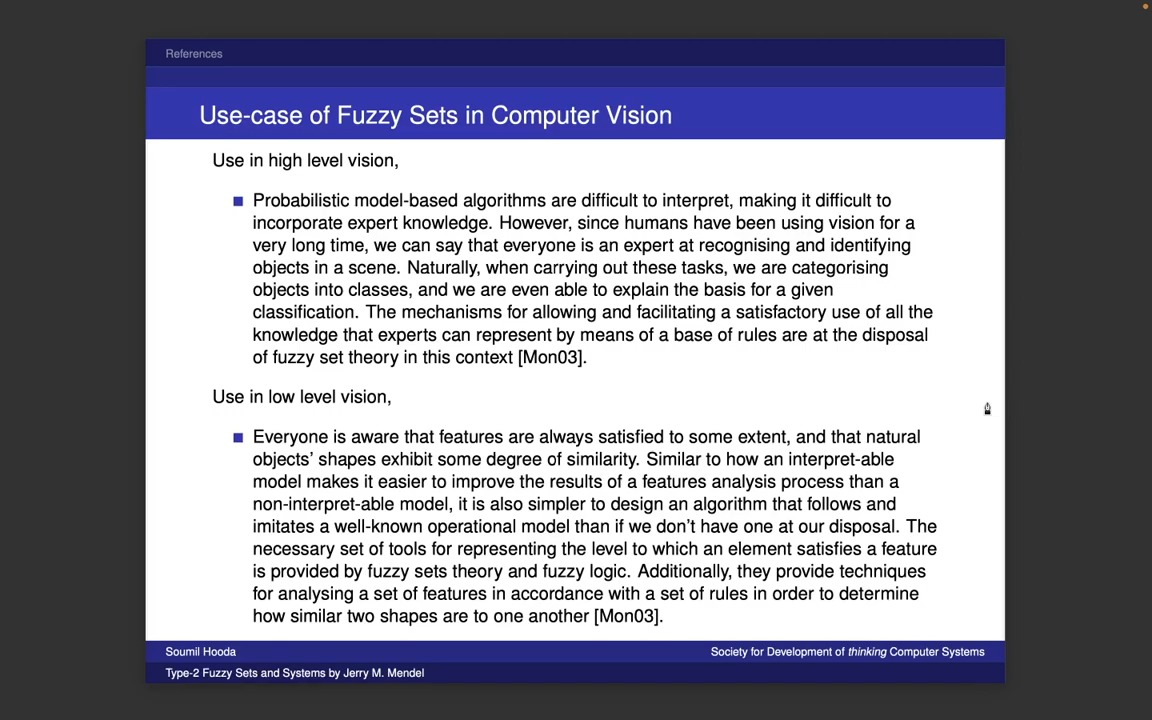 References
Use-case of Fuzzy Sets in Computer Vision
Use in high level vision,
Probabilistic model-based algorithms are difficult to interpret, making it difficult to
incorporate expert knowledge. However, since humans have been using vision for a
very long time, we can say that everyone is an expert at recognising and identifying
objects in a scene. Naturally, when carrying out these tasks, we are categorising
objects into classes, and we are even able to explain the basis for a given
classification. The mechanisms for allowing and facilitating a satisfactory use of all the
knowledge that experts can represent by means of a base of rules are at the disposal
of fuzzy set theory in this context [Mon03].
Use in low level vision,
Everyone is aware that features are always satisfied to some extent, and that natural
objects' shapes exhibit some degree of similarity. Similar to how an interpret-able
model makes it easier to improve the results of a features analysis process than a
non-interpret-able model, it is also simpler to design an algorithm that follows and
imitates a well-known operational model than if we don't have one at our disposal. The
necessary set of tools for representing the level to which an element satisfies a feature
is provided by fuzzy sets theory and fuzzy logic. Additionally, they provide techniques
for analysing a set of features in accordance with a set of rules in order to determine
how similar two shapes are to one another [Mon03].
Soumil Hooda
Society for Development of thinking Computer Systems
Type-2 Fuzzy Sets and Systems by Jerry M. Mendel